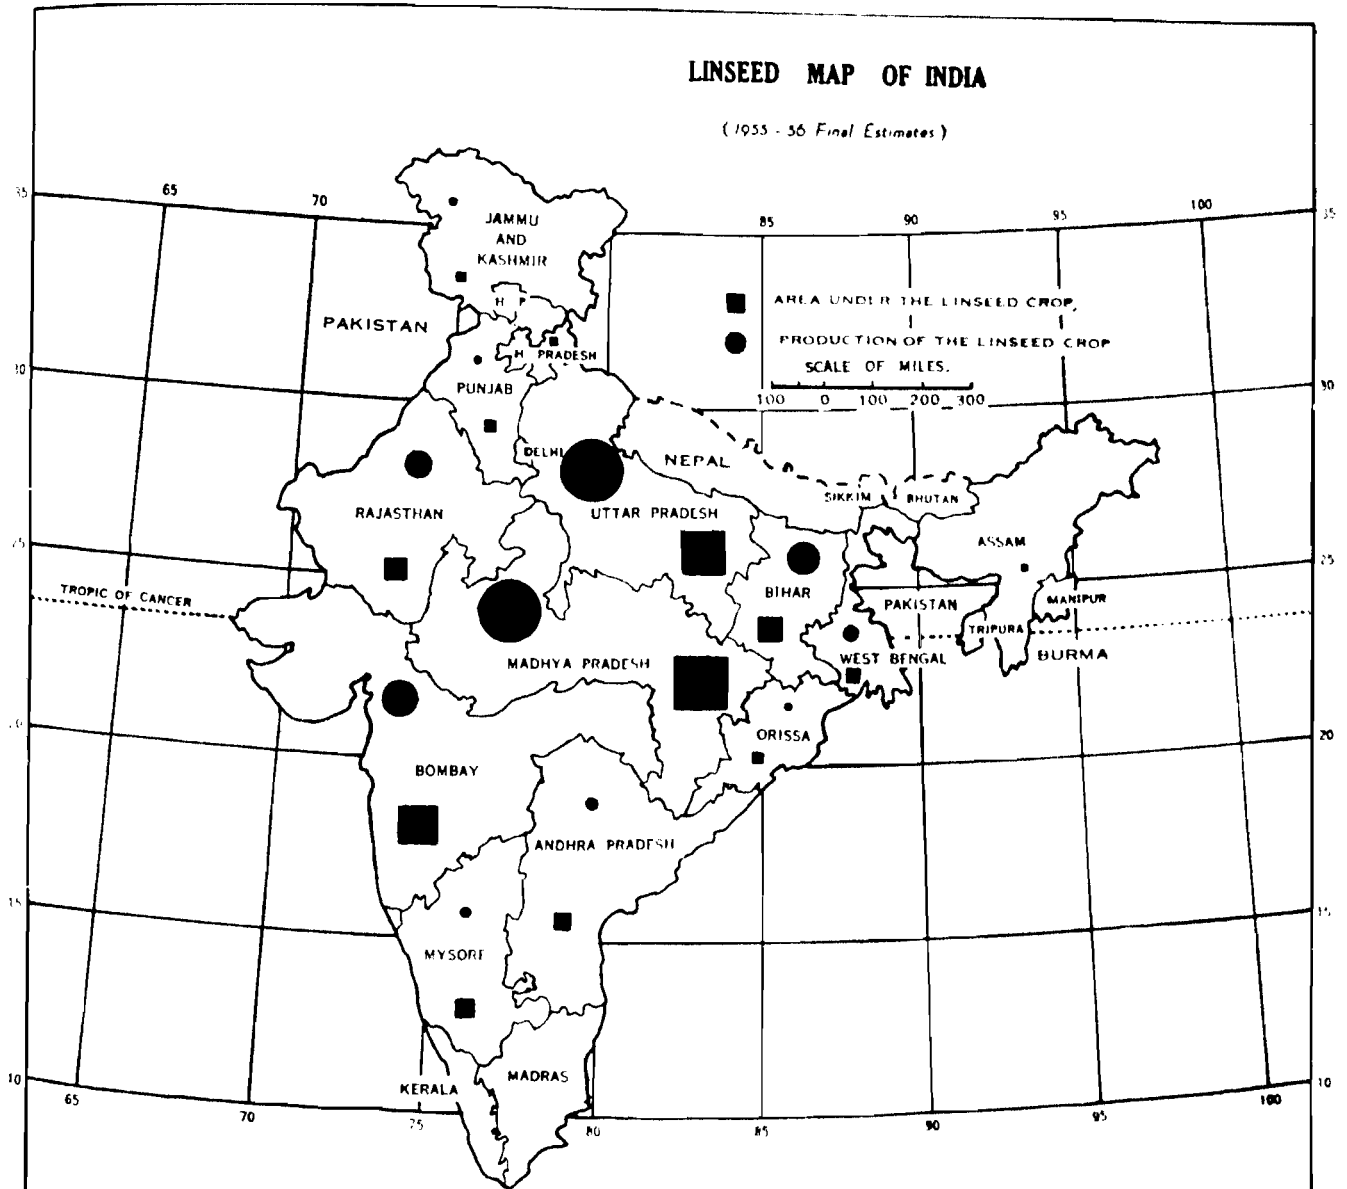 LINSEED MAP OF INDIA
(1955 - 56 Final Estimates)
65
70
85
90
95
100
35
35
JAMMU
AND
KASHMIR
H P
PAKISTAN
AREA UNDER THE LINSEED CROP,
PRODUCTION OF THE LINSEED CROP
SCALE OF MILES.
100 0 100 200 300
H PRADESH
PUNJAB
30
30
DELHI
NEPAL
SIKKIM
BHUTAN
RAJASTHAN
UTTAR PRADESH
ASSAM
25
25
TROPIC OF CANCER
BIHAR
PAKISTAN
MANIPUR
TRIPURA
MADHYA PRADESH
WEST BENGAL
BURMA
20
ORISSA
BOMBAY
ANDHRA PRADESH
15
15
MYSORE
KERALA
MADRAS
10
10
65
70
75
80
85
90
95
100